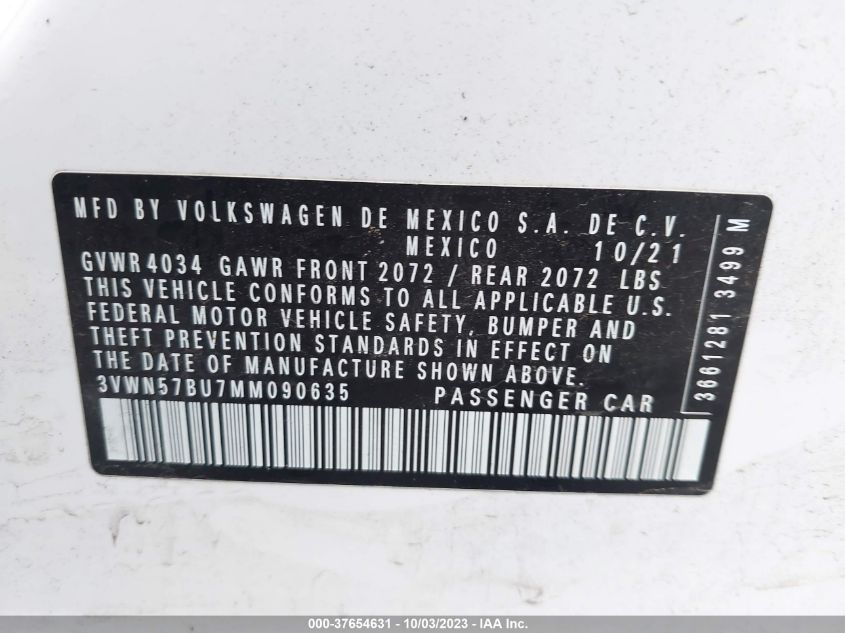 MFD BY VOLKSWAGEN DE MEXICO S.A. DE C.V.
MEXICO 10/21
GVWR 4034 GAWR FRONT 2072 / REAR 2072 LBS
THIS VEHICLE CONFORMS TO ALL APPLICABLE U.S.
FEDERAL MOTOR VEHICLE SAFETY, BUMPER AND
THEFT PREVENTION STANDARDS IN EFFECT ON
THE DATE OF MANUFACTURE SHOWN ABOVE.
3VWN57BU7MM090635 PASSENGER CAR
3661281 3499 M
000-37654631 - 10/03/2023 - IAA Inc.